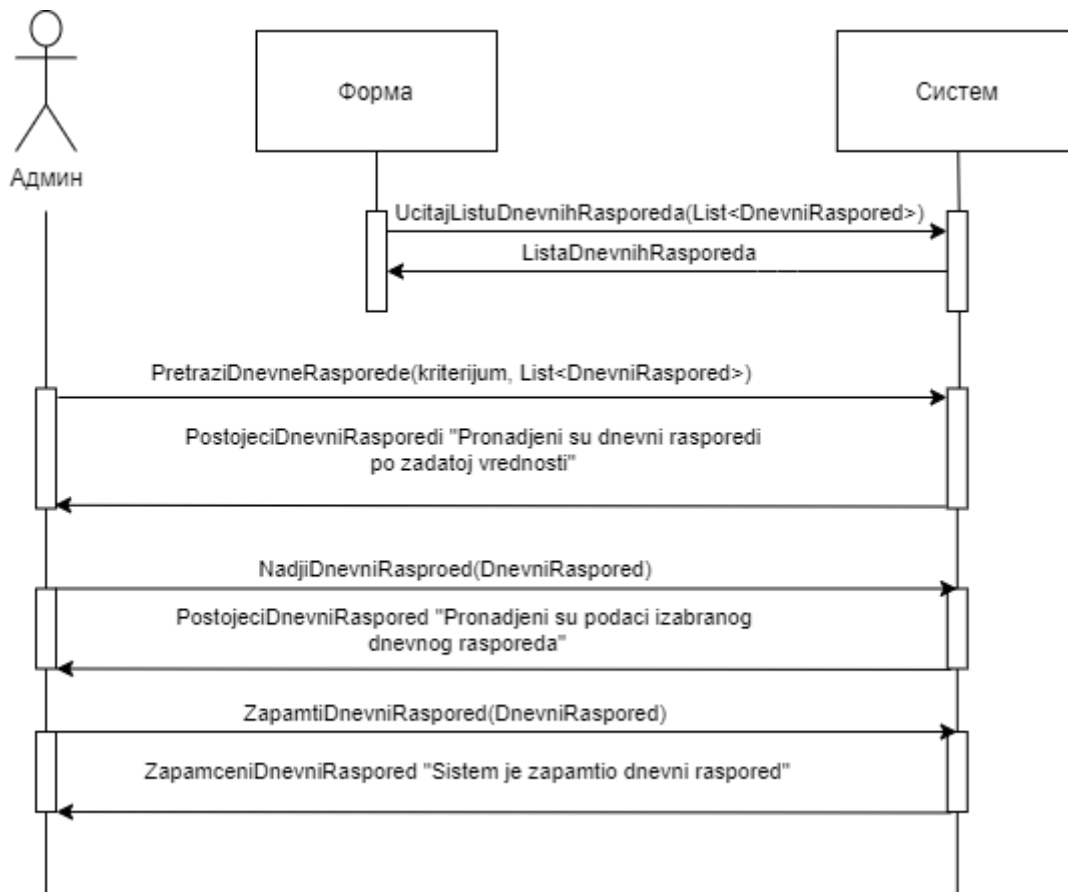 Форма
Систем
Админ
UcitajListuDnevnihRasporeda(List<DnevniRaspored>)
ListaDnevnihRasporeda
PretraziDnevneRasporede(kriterijum, List<DnevniRaspored>)
PostojeciDnevniRasporedi "Pronadjeni su dnevni rasporedi
po zadatoj vrednosti"
NadjiDnevniRasproed(DnevniRaspored)
PostojeciDnevniRaspored "Pronadjeni su podaci izabranog
dnevnog rasporeda"
ZapamtiDnevniRaspored(DnevniRaspored)
ZapamceniDnevniRaspored "Sistem je zapamtio dnevni raspored"